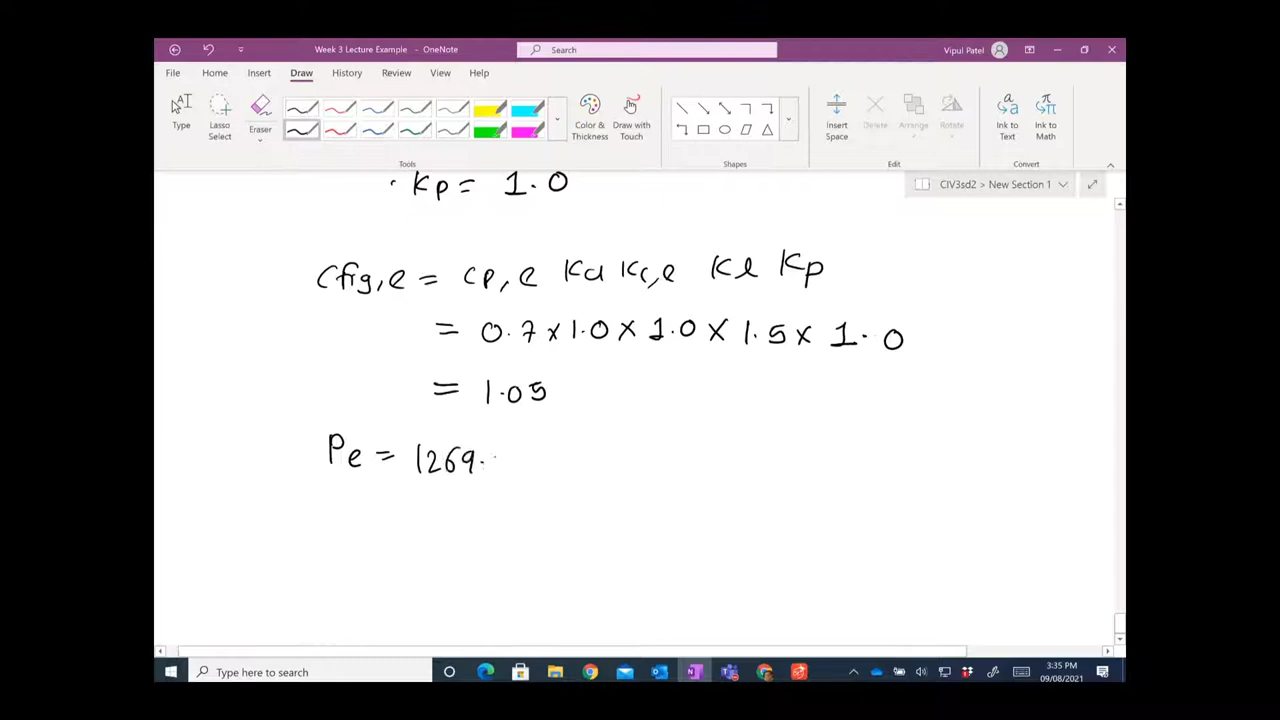 Week 3 Lecture Example - OneNote
Search
Vipul Patel
File Home Insert Draw History Review View Help
Type
Lasso Select
Eraser
Color & Thickness
Draw with Touch
Insert Space
Delete
Arrange
Rotate
Ink to Text
Ink to Math
Tools
Shapes
Edit
Convert
CIV3sd2 > New Section 1
Kp = 1.0
Cfig,e = Cp,e Ka Kc,e Kl Kp
= 0.7 x 1.0 x 1.0 x 1.5 x 1.0
= 1.05
Pe = 1269.
Type here to search
3:35 PM
09/08/2021